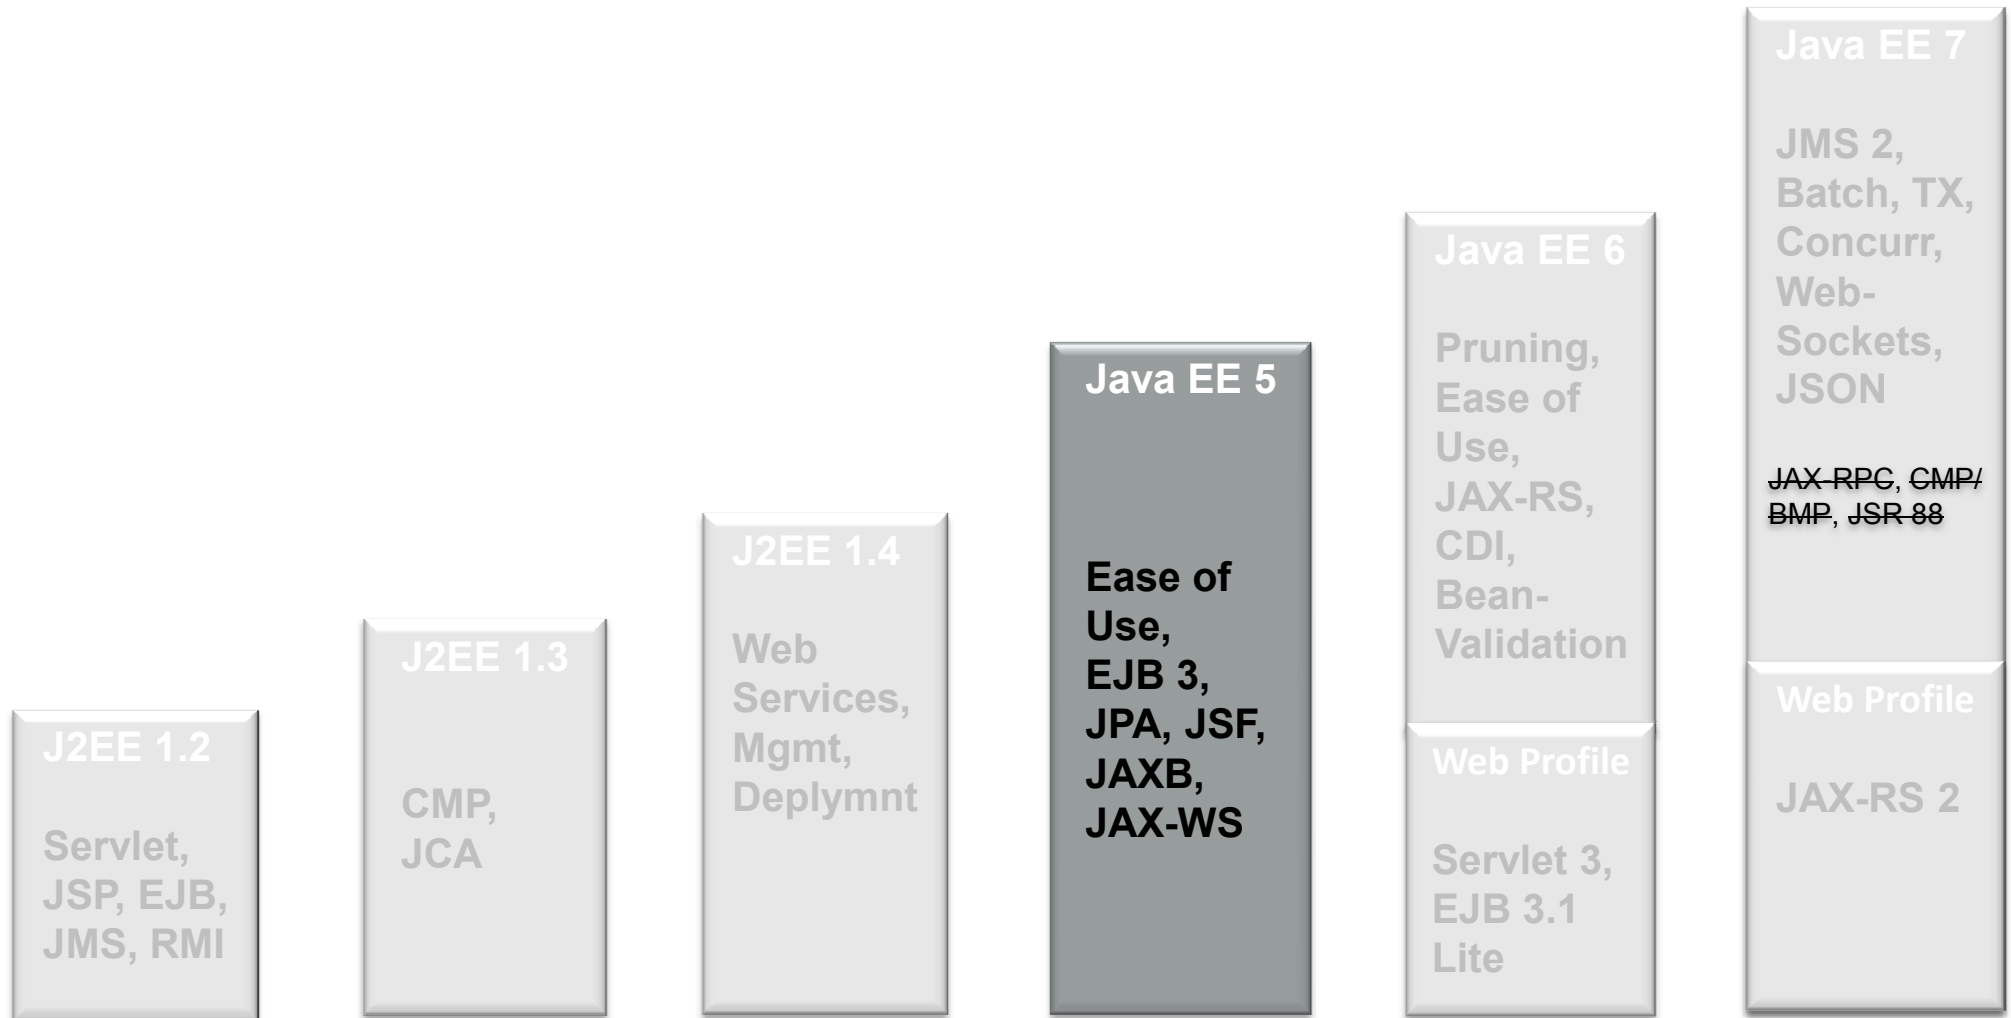 J2EE 1.2
Servlet,
JSP, EJB,
JMS, RMI
J2EE 1.3
CMP,
JCA
J2EE 1.4
Web
Services,
Mgmt,
Deplymnt
Java EE 5
Ease of
Use,
EJB 3,
JPA, JSF,
JAXB,
JAX-WS
Java EE 6
Pruning,
Ease of
Use,
JAX-RS,
CDI,
Bean-
Validation
Web Profile
Servlet 3,
EJB 3.1
Lite
Java EE 7
JMS 2,
Batch, TX,
Concurr,
Web-
Sockets,
JSON
JAX-RPC, CMP/
BMP, JSR 88
Web Profile
JAX-RS 2